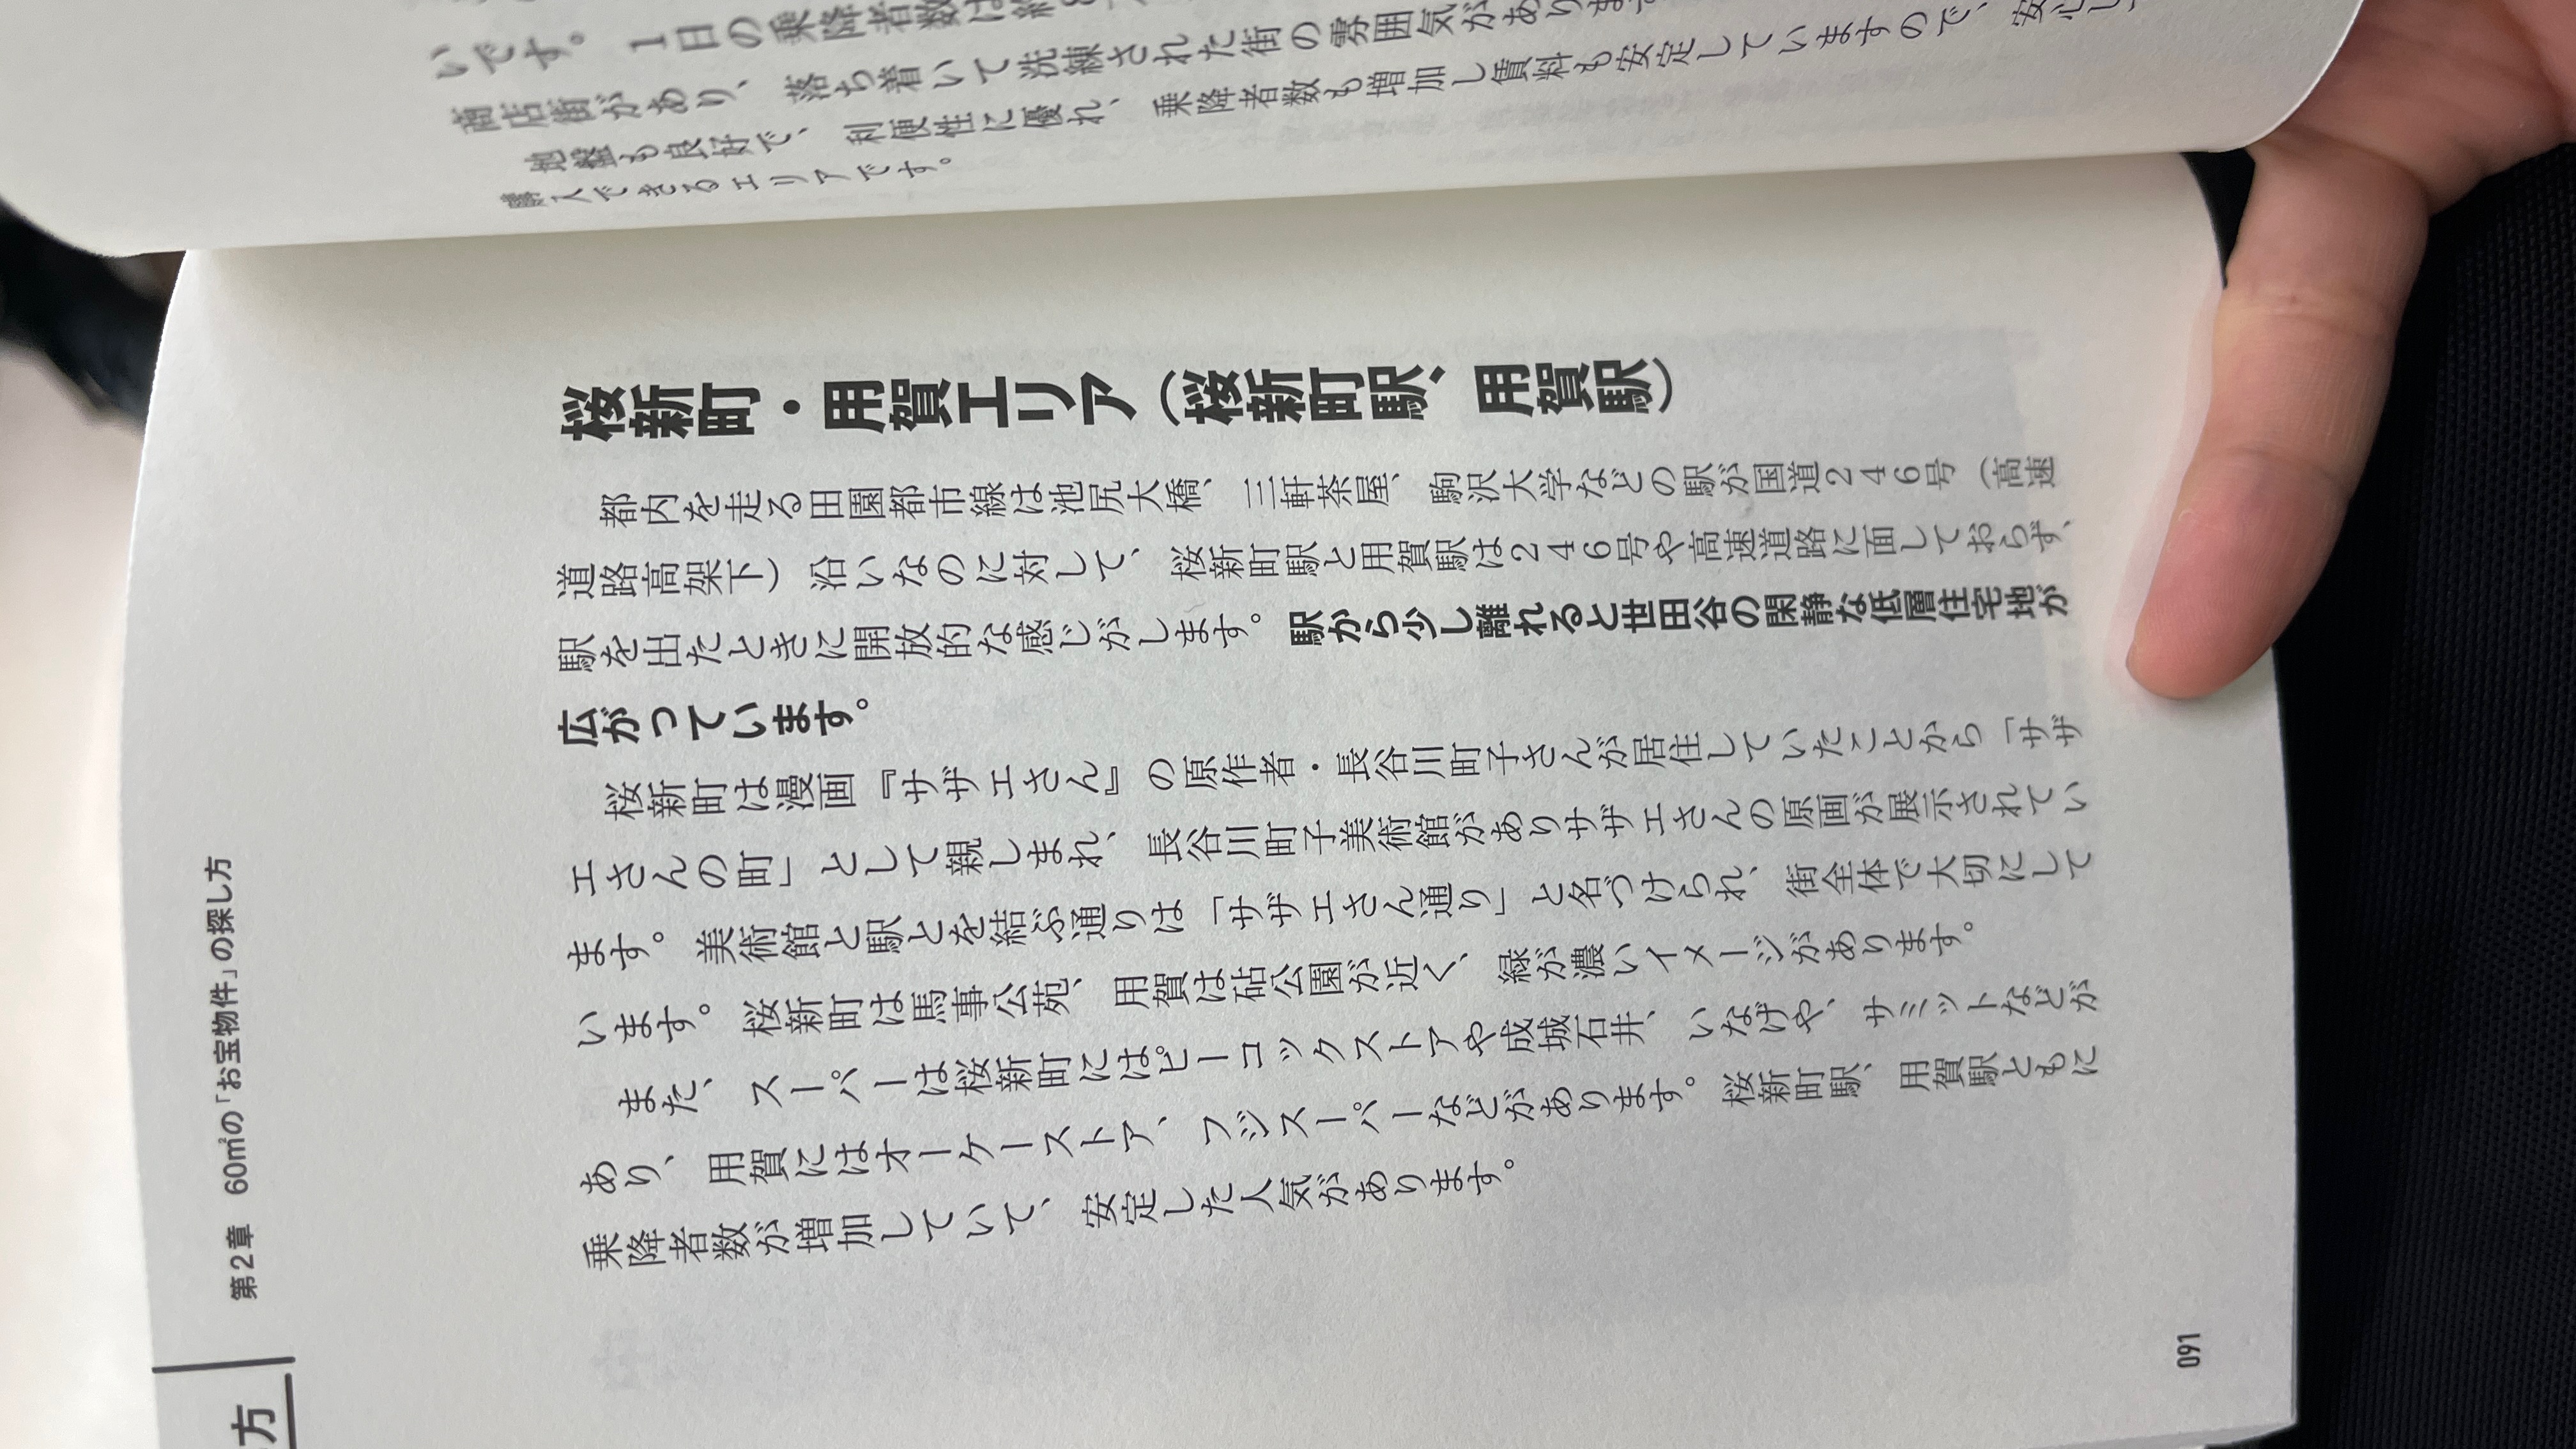 いです。1日の乗降者数は約8
商店街があり、落ち着いて洗練された街の雰囲気があります
地盤も良好で、利便性に優れ、乗降者数も増加し賃料も安定していますので、安心して
購入できるエリアです。
方
第2章 60㎡の「お宝物件」の探し方
桜新町・用賀エリア（桜新町駅、用賀駅）
都内を走る田園都市線は池尻大橋、三軒茶屋、駒沢大学などの駅が国道246号（高速
道路高架下）沿いなのに対して、桜新町駅と用賀駅は246号や高速道路に面しておらず、
駅を出たときに開放的な感じがします。駅から少し離れると世田谷の閑静な低層住宅地が
広がっています。
桜新町は漫画『サザエさん』の原作者・長谷川町子さんが居住していたことから「サザ
エさんの町」として親しまれ、長谷川町子美術館がありサザエさんの原画が展示されてい
ます。美術館と駅とを結ぶ通りは「サザエさん通り」と名づけられ、街全体で大切にして
います。桜新町は馬事公苑、用賀は砧公園が近く、緑が濃いイメージがあります。
また、スーパーは桜新町にはピーコックストアや成城石井、いなげや、サミットなどが
あり、用賀にはオーケーストア、フジスーパーなどがあります。桜新町駅、用賀駅ともに
乗降者数が増加していて、安定した人気があります。
091